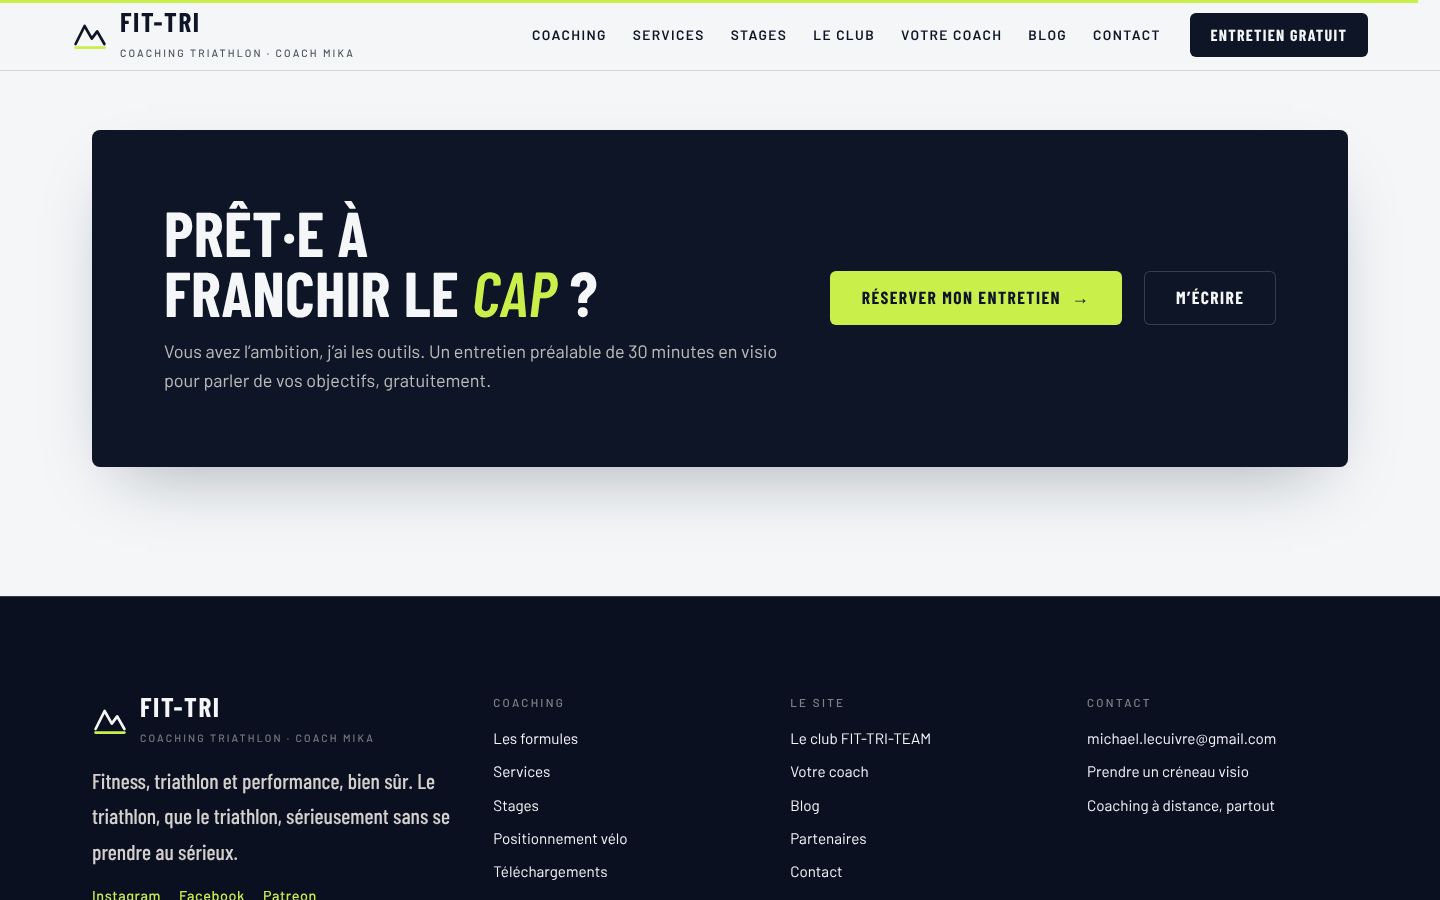 FIT-TRI
COACHING TRIATHLON · COACH MIKA
COACHING SERVICES STAGES LE CLUB VOTRE COACH BLOG CONTACT ENTRETIEN GRATUIT
PRÊT·E À
FRANCHIR LE CAP ?
Vous avez l’ambition, j’ai les outils. Un entretien préalable de 30 minutes en visio
pour parler de vos objectifs, gratuitement.
RÉSERVER MON ENTRETIEN →
M’ÉCRIRE
FIT-TRI
COACHING TRIATHLON · COACH MIKA
Fitness, triathlon et performance, bien sûr. Le
triathlon, que le triathlon, sérieusement sans se
prendre au sérieux.
Instagram Facebook Patreon
COACHING
Les formules
Services
Stages
Positionnement vélo
Téléchargements
LE SITE
Le club FIT-TRI-TEAM
Votre coach
Blog
Partenaires
Contact
CONTACT
michael.lecuivre@gmail.com
Prendre un créneau visio
Coaching à distance, partout